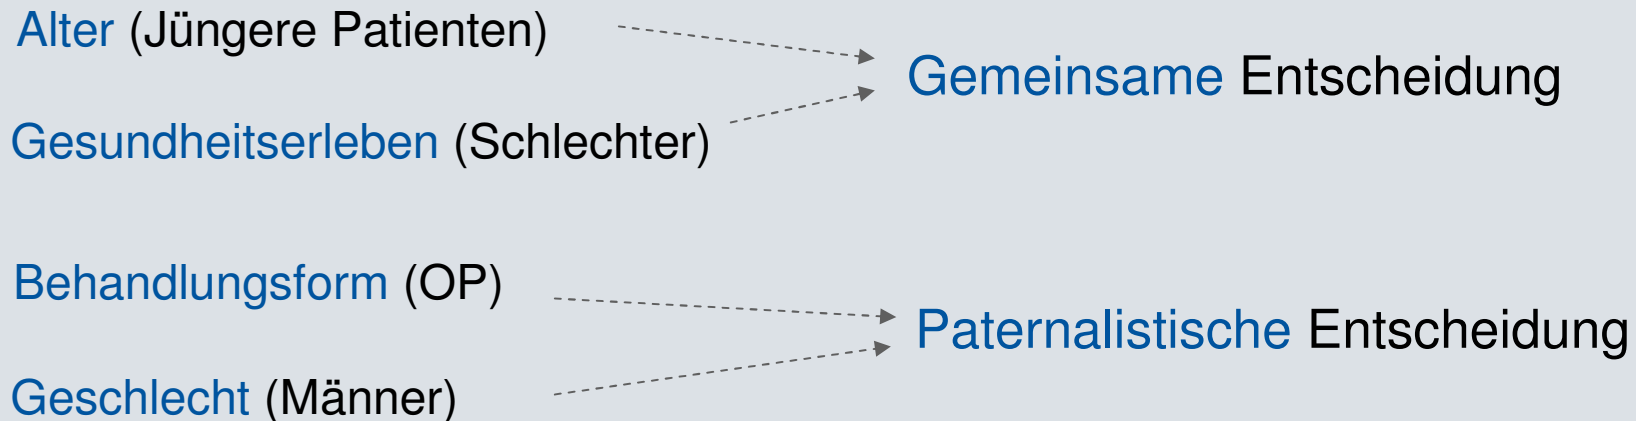 Alter (Jüngere Patienten)
Gemeinsame Entscheidung
Gesundheitserleben (Schlechter)
Behandlungsform (OP)
Paternalistische Entscheidung
Geschlecht (Männer)